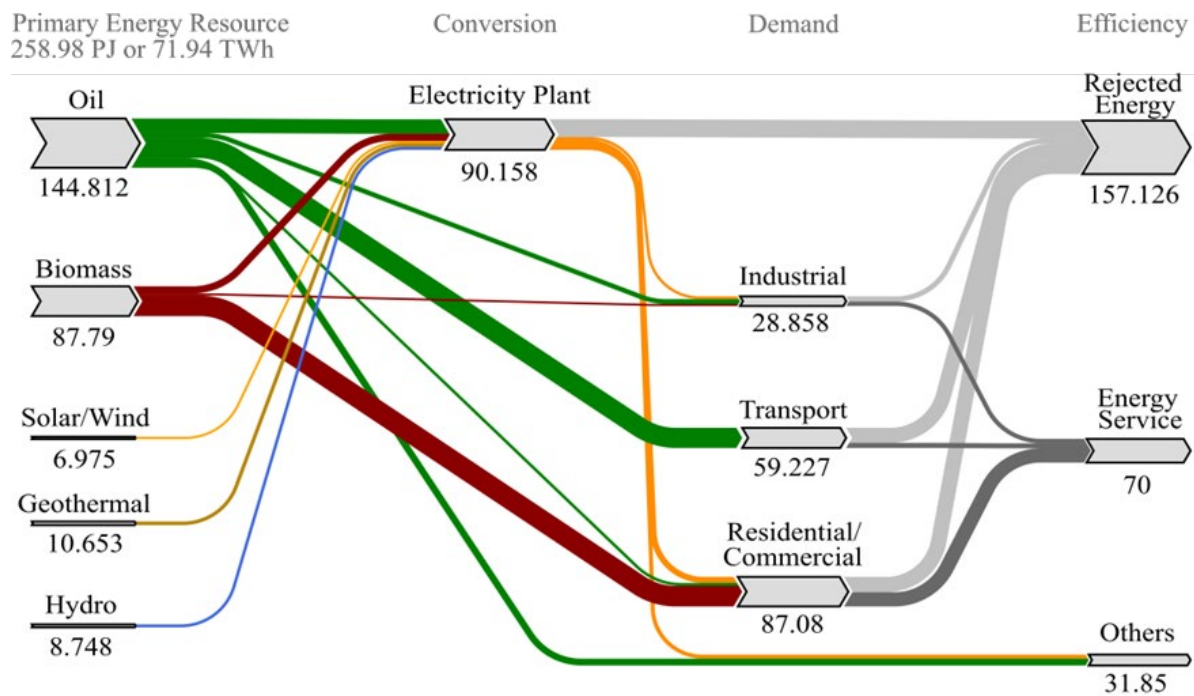 Primary Energy Resource
258.98 PJ or 71.94 TWh
Conversion
Demand
Efficiency
Oil
144.812
Electricity Plant
90.158
Rejected
Energy
157.126
Biomass
87.79
Industrial
28.858
Solar/Wind
6.975
Transport
59.227
Energy
Service
70
Geothermal
10.653
Residential/
Commercial
87.08
Hydro
8.748
Others
31.85